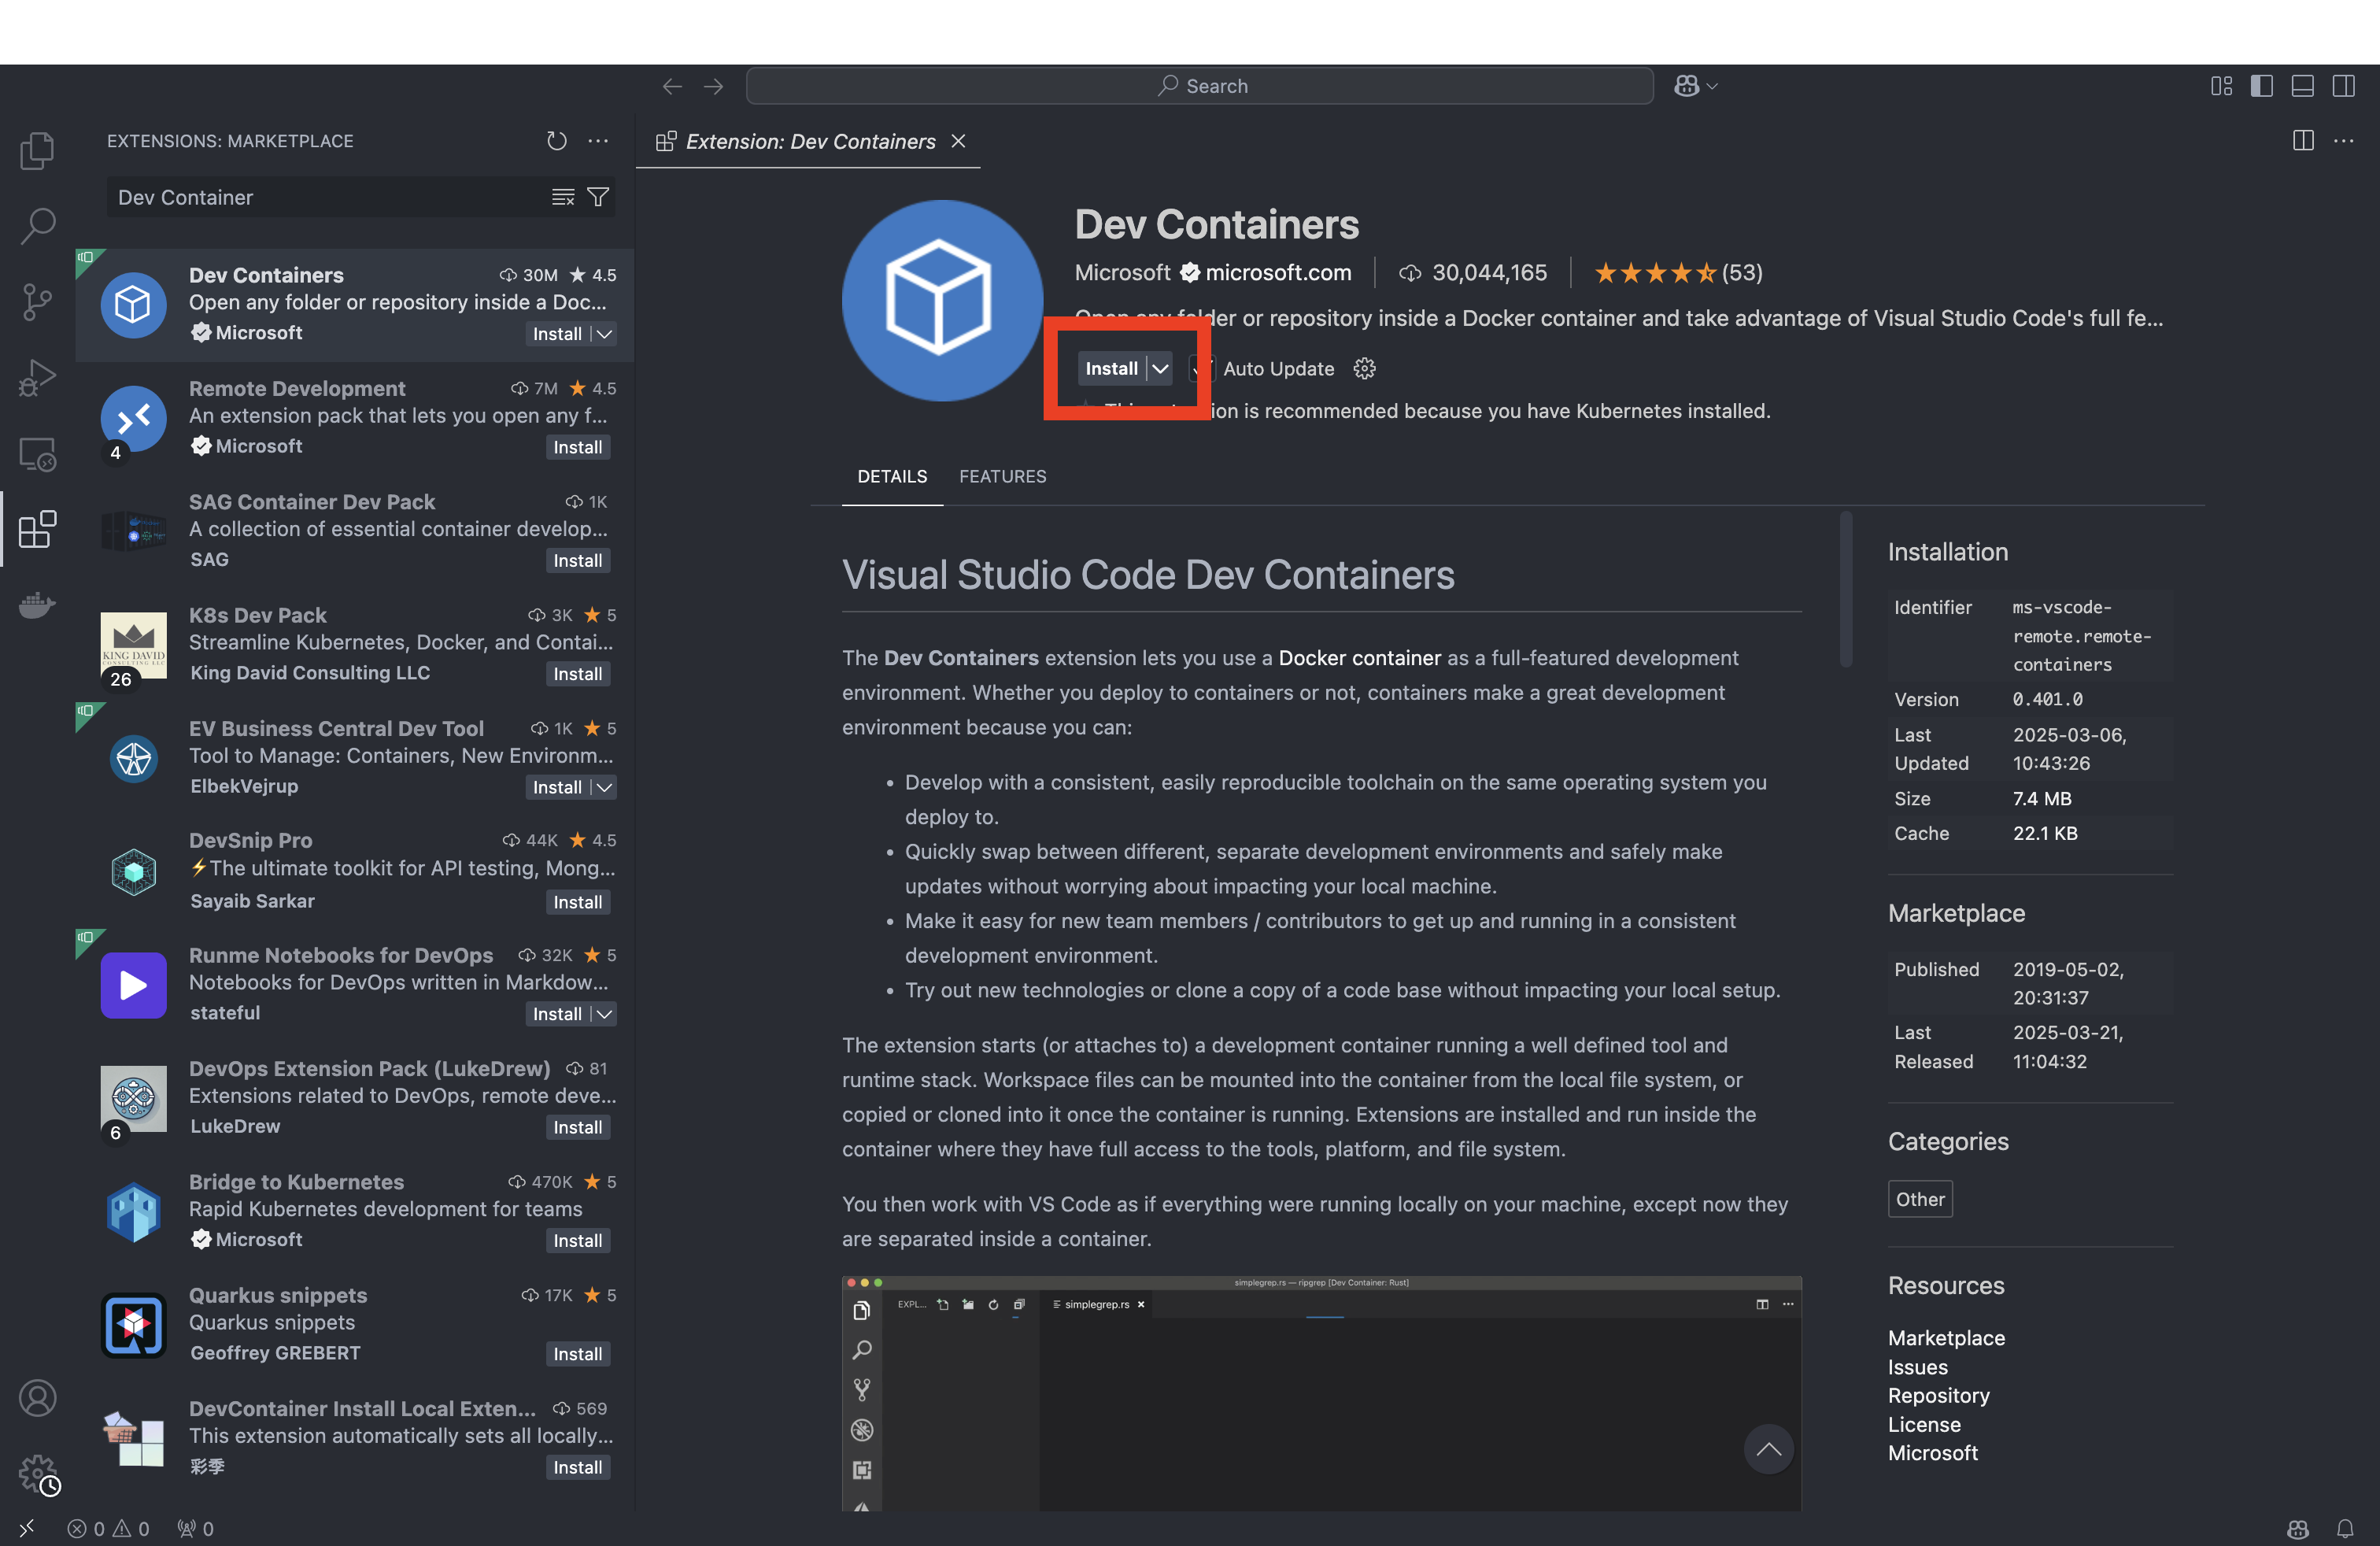 Search
EXTENSIONS: MARKETPLACE
Dev Container
Dev Containers
30M
4.5
Open any folder or repository inside a Doc...
Microsoft
Install
Remote Development
7M
4.5
An extension pack that lets you open any f...
4
Microsoft
Install
SAG Container Dev Pack
1K
A collection of essential container develop...
SAG
Install
K8s Dev Pack
3K
5
Streamline Kubernetes, Docker, and Contai...
KING DAVID
CONSULTING LLC
26
King David Consulting LLC
Install
EV Business Central Dev Tool
1K
5
Tool to Manage: Containers, New Environm...
ElbekVejrup
Install
DevSnip Pro
44K
4.5
⚡The ultimate toolkit for API testing, Mong...
Sayaib Sarkar
Install
Runme Notebooks for DevOps
32K
5
Notebooks for DevOps written in Markdow...
stateful
Install
DevOps Extension Pack (LukeDrew)
81
Extensions related to DevOps, remote deve...
6
LukeDrew
Install
Bridge to Kubernetes
470K
5
Rapid Kubernetes development for teams
Microsoft
Install
Quarkus snippets
17K
5
Quarkus snippets
Geoffrey GREBERT
Install
DevContainer Install Local Exten...
569
This extension automatically sets all locally...
彩季
Install
0
0
0
Extension: Dev Containers
Dev Containers
Microsoft
microsoft.com
30,044,165
(53)
Open any folder or repository inside a Docker container and take advantage of Visual Studio Code's full fe...
Install
Auto Update
is recommended because you have Kubernetes installed.
DETAILS
FEATURES
Visual Studio Code Dev Containers
The Dev Containers extension lets you use a Docker container as a full-featured development
environment. Whether you deploy to containers or not, containers make a great development
environment because you can:
• Develop with a consistent, easily reproducible toolchain on the same operating system you
deploy to.
• Quickly swap between different, separate development environments and safely make
updates without worrying about impacting your local machine.
• Make it easy for new team members / contributors to get up and running in a consistent
development environment.
• Try out new technologies or clone a copy of a code base without impacting your local setup.
The extension starts (or attaches to) a development container running a well defined tool and
runtime stack. Workspace files can be mounted into the container from the local file system, or
copied or cloned into it once the container is running. Extensions are installed and run inside the
container where they have full access to the tools, platform, and file system.
You then work with VS Code as if everything were running locally on your machine, except now they
are separated inside a container.
simplegrep.rs — ripgrep [Dev Container: Rust]
EXPL...
simplegrep.rs
Installation
Identifier
ms-vscode-
remote.remote-
containers
Version
0.401.0
Last
Updated
2025-03-06,
10:43:26
Size
7.4 MB
Cache
22.1 KB
Marketplace
Published
2019-05-02,
20:31:37
Last
Released
2025-03-21,
11:04:32
Categories
Other
Resources
Marketplace
Issues
Repository
License
Microsoft